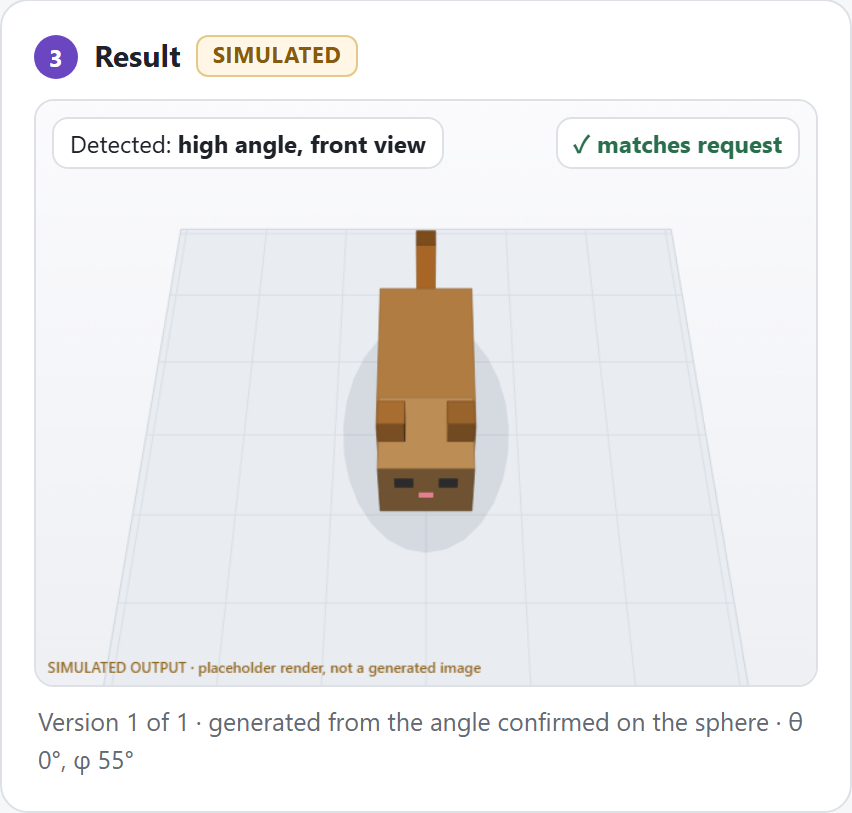 3 Result SIMULATED
Detected: high angle, front view
✓ matches request
SIMULATED OUTPUT · placeholder render, not a generated image
Version 1 of 1 · generated from the angle confirmed on the sphere · θ
0°, φ 55°